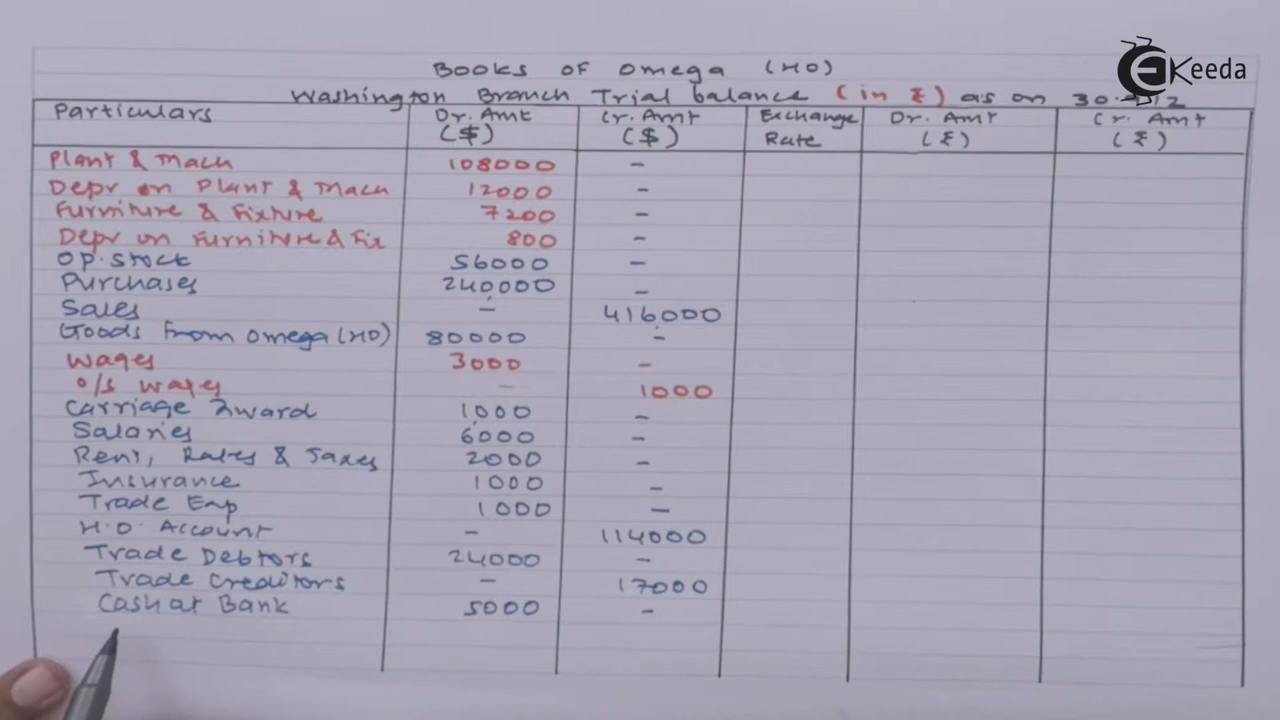 Ekeeda
Books of Omega (HO)
Washington Branch Trial balance (in ₹) as on
Particulars | Dr. Amt ($) | Cr. Amt ($) | Exchange Rate | Dr. Amt (₹) | Cr. Amt (₹)
Plant & Mach 108000 -
Depr on Plant & Mach 12000 -
Furniture & Fixture 7200 -
Depr on Furniture & Fix 800 -
Op. Stock 56000 -
Purchases 240000 -
Sales - 416000
Goods from Omega (HO) 80000 -
Wages 3000 -
o/s wages - 1000
Carriage Inward 1000 -
Salaries 6000 -
Rent, Rates & Taxes 2000 -
Insurance 1000 -
Trade Exp 1000 -
H.O. Account - 114000
Trade Debtors 24000 -
Trade Creditors - 17000
Cash at Bank 5000 -